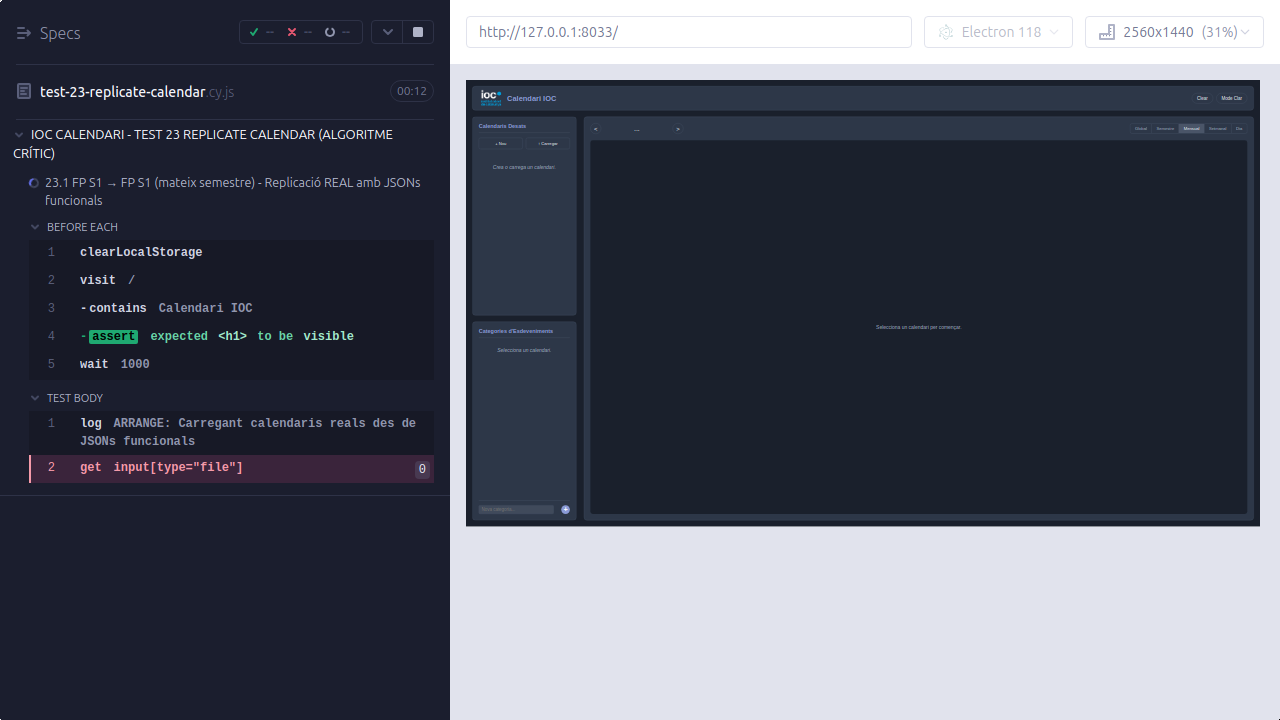 Specs
-- -- --
test-23-replicate-calendar.cy.js
00:12
IOC CALENDARI - TEST 23 REPLICATE CALENDAR (ALGORITME
CRÍTIC)
23.1 FP S1 → FP S1 (mateix semestre) - Replicació REAL amb JSONs
funcionals
BEFORE EACH
1 clearLocalStorage
2 visit /
3 -contains Calendari IOC
4 -assert expected <h1> to be visible
5 wait 1000
TEST BODY
1 log ARRANGE: Carregant calendaris reals des de
JSONs funcionals
2 get input[type="file"] 0
http://127.0.0.1:8033/
Electron 118
2560x1440 (31%)
ioc
Calendari IOC
Clear
Mode Clar
Calendaris Desats
+ Nou
Carregar
Crea o carrega un calendari.
Categories d'Esdeveniments
Selecciona un calendari.
Nova categoria...
+
< ... >
Global Semestre Mensual Setmanal Dia
Selecciona un calendari per començar.